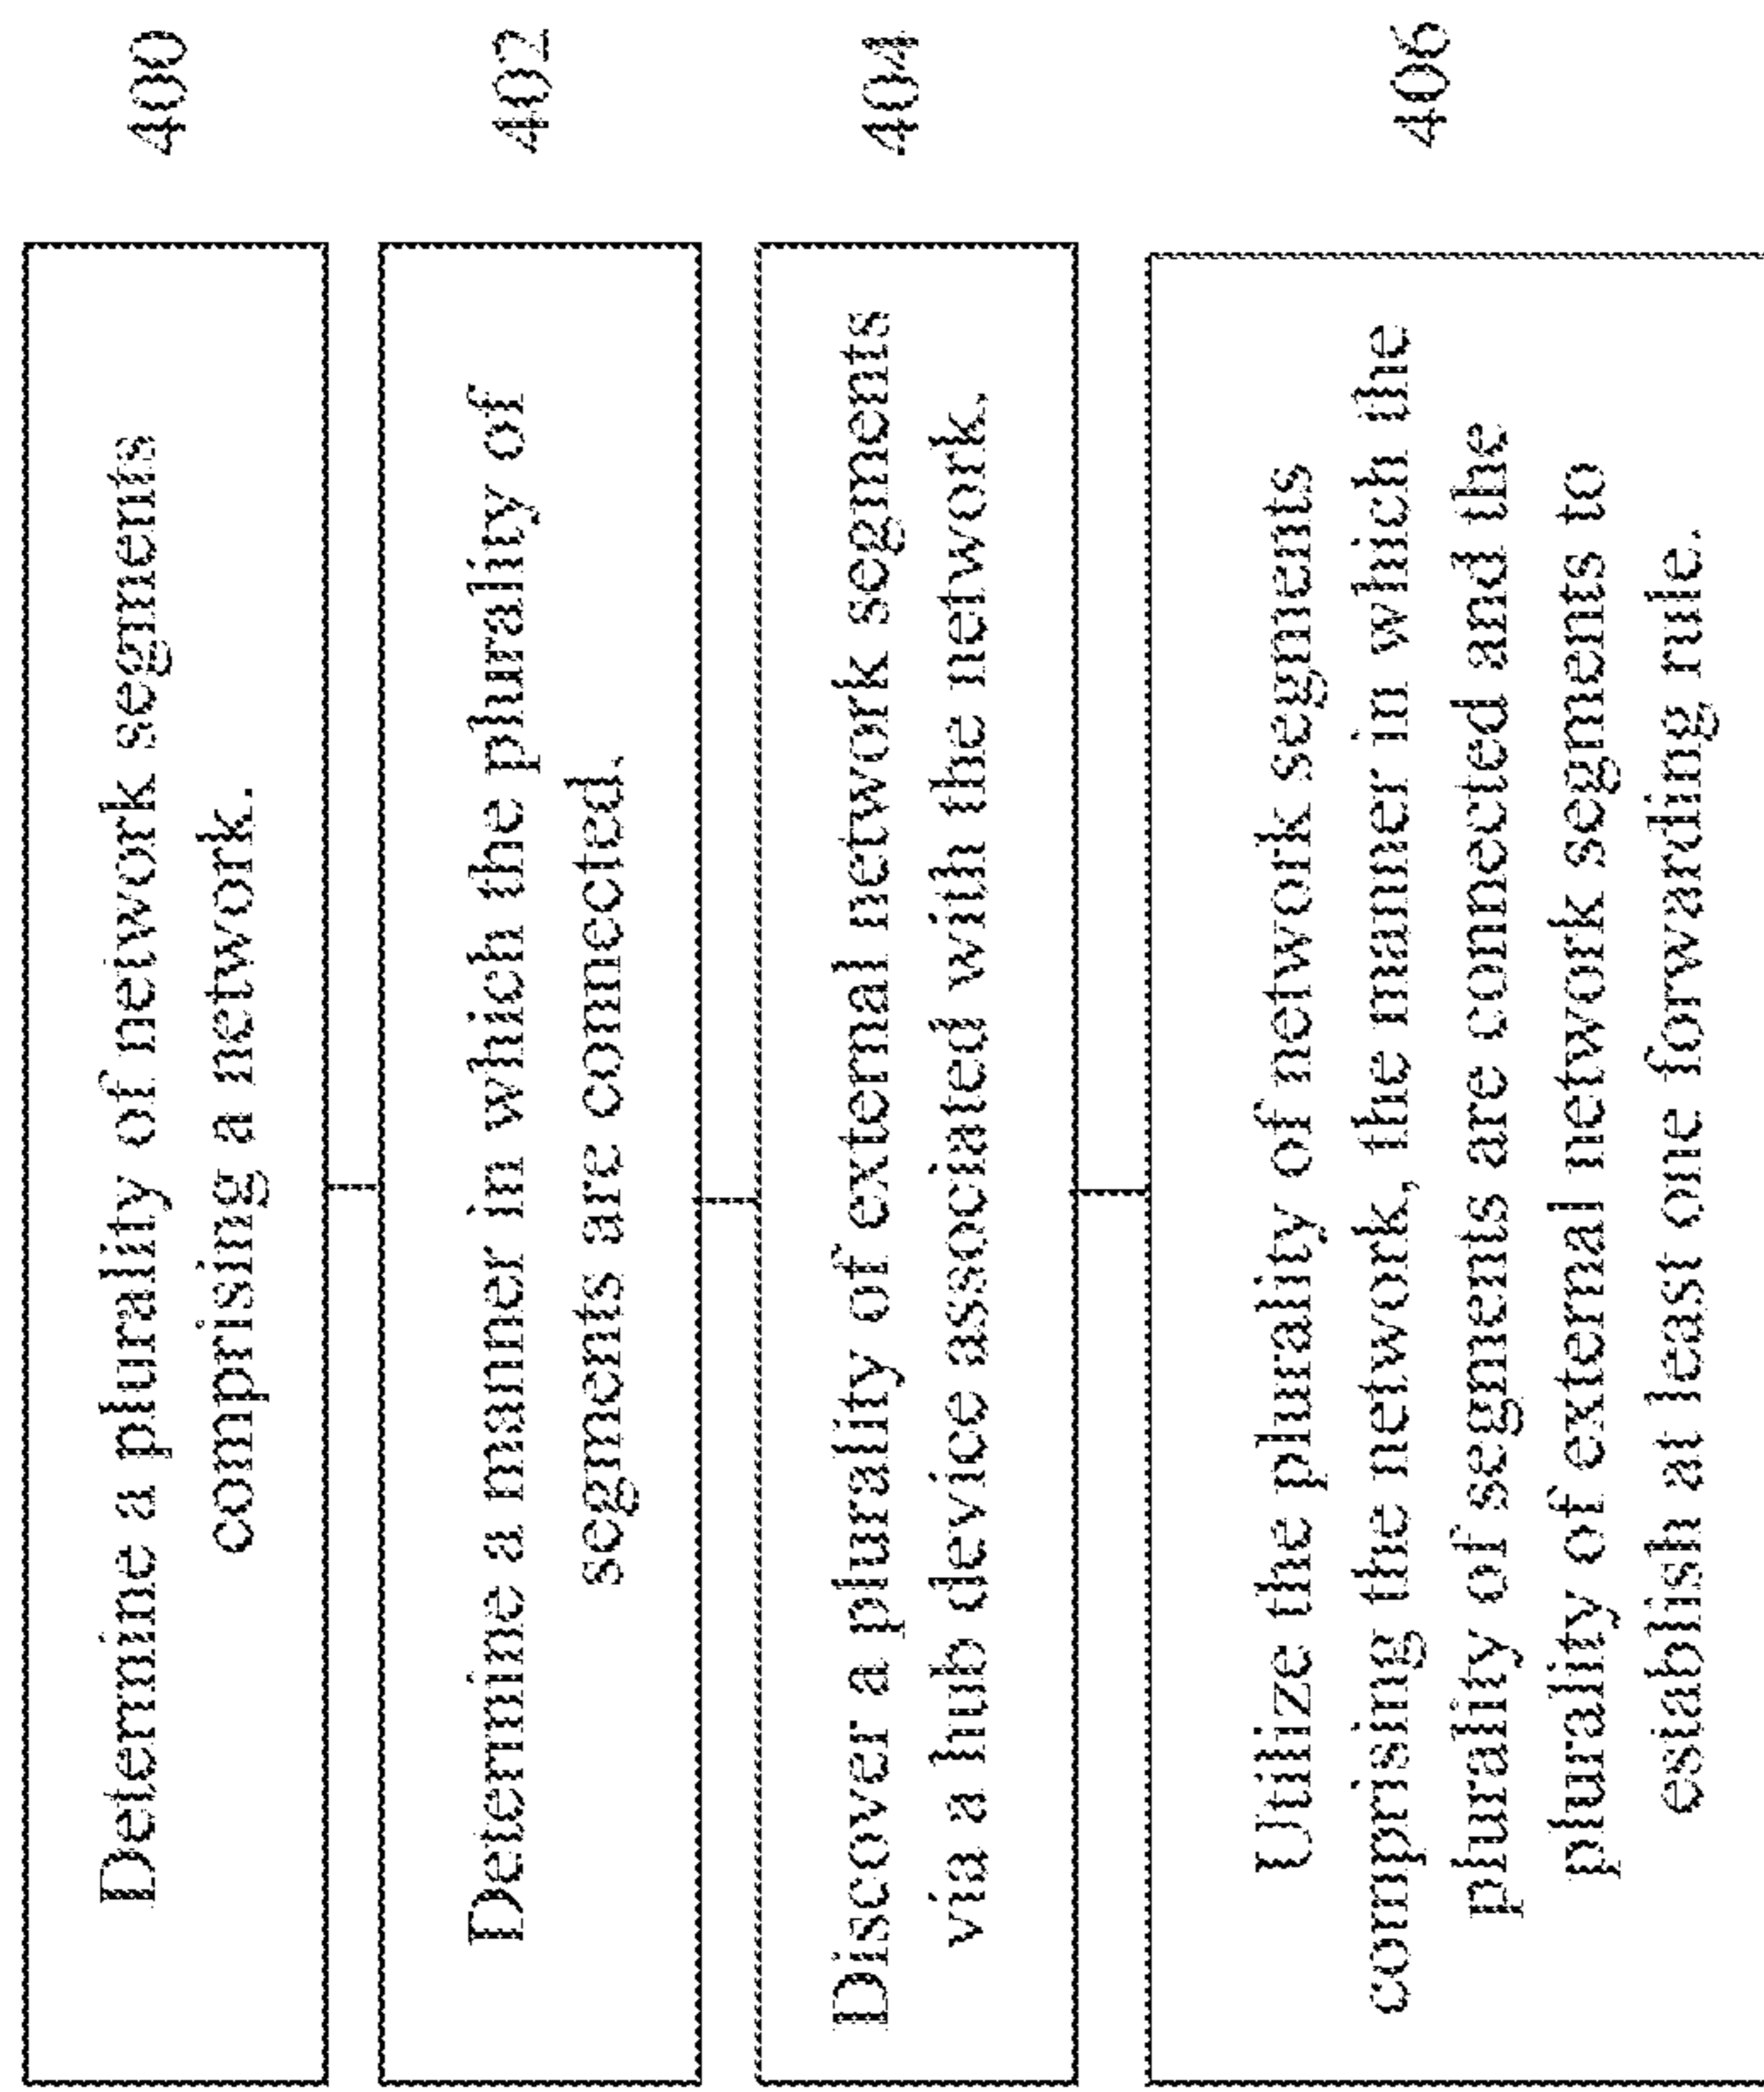 Determine a plurality of network segments
comprising a network.
400
Determine a manner in which the plurality of
segments are connected.
402
Discover a plurality of external network segments
via a hub device associated with the network.
404
Utilize the plurality of network segments
comprising the network, the manner in which the
plurality of segments are connected and the
plurality of external network segments to
establish at least one forwarding rule.
406